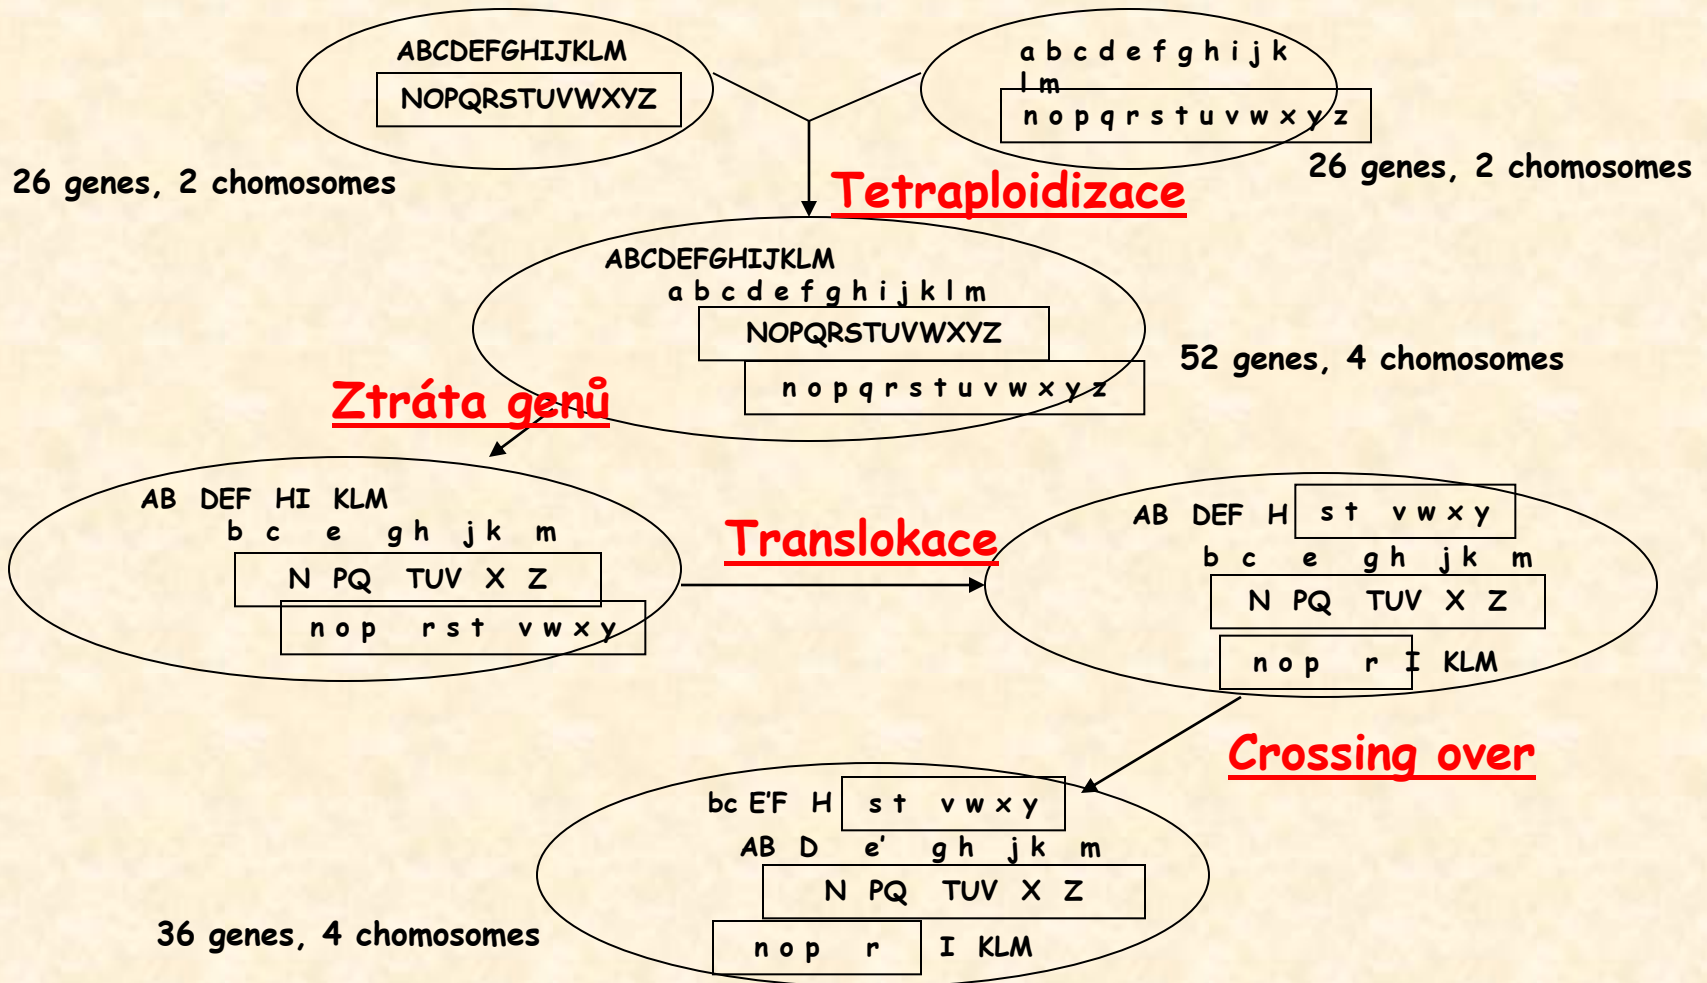 ABCDEFGHIJKLM
NOPQRSTUVWXYZ
a b c d e f g h i j k
l m
n o p q r s t u v w x y z
26 genes, 2 chomosomes
26 genes, 2 chomosomes
Tetraploidizace
ABCDEFGHIJKLM
a b c d e f g h i j k l m
NOPQRSTUVWXYZ
n o p q r s t u v w x y z
52 genes, 4 chomosomes
Ztráta genů
AB DEF HI KLM
b c e g h j k m
N PQ TUV X Z
n o p r s t v w x y
Translokace
AB DEF H s t v w x y
b c e g h j k m
N PQ TUV X Z
n o p r I KLM
Crossing over
bc E'F H s t v w x y
AB D e' g h j k m
N PQ TUV X Z
n o p r I KLM
36 genes, 4 chomosomes